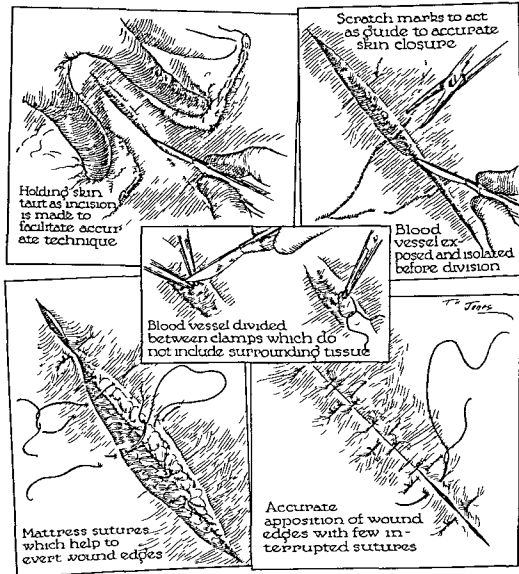 Holding skin
taut as incision
is made to
facilitate accur
ate technique
Scratch marks to act
as guide to accurate
skin closure
Blood
vessel ex-
posed and isolated
before division
Blood vessel divided
between clamps which do
not include surrounding tissue
Mattress sutures
which help to
evert wound edges
Jones
Accurate
apposition of wound
edges with few in-
terrupted sutures